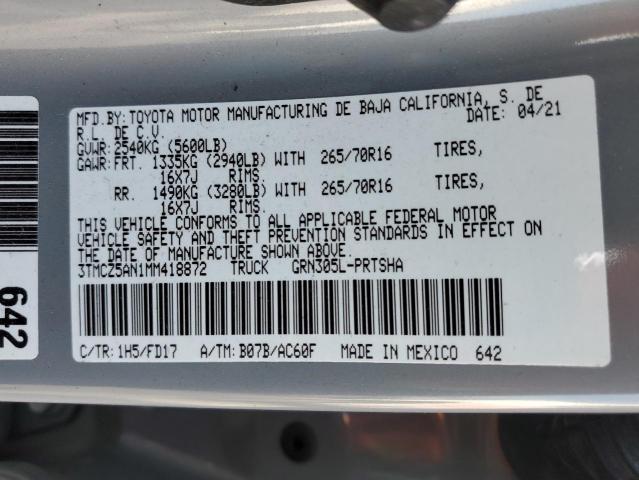 MFD.BY:TOYOTA MOTOR MANUFACTURING DE BAJA CALIFORNIA, S. DE
R.L. DE C.V. DATE: 04/21
GVWR:2540KG (5600LB)
GAWR:FRT. 1335KG (2940LB) WITH 265/70R16 TIRES,
16X7J RIMS.
RR. 1490KG (3280LB) WITH 265/70R16 TIRES,
16X7J RIMS.
THIS VEHICLE CONFORMS TO ALL APPLICABLE FEDERAL MOTOR
VEHICLE SAFETY AND THEFT PREVENTION STANDARDS IN EFFECT ON
THE DATE OF MANUFACTURE SHOWN ABOVE.
3TMCZ5AN1MM418872 TRUCK GRN305L-PRTSHA
C/TR:1H5/FD17 A/TM:B07B/AC60F MADE IN MEXICO 642
642